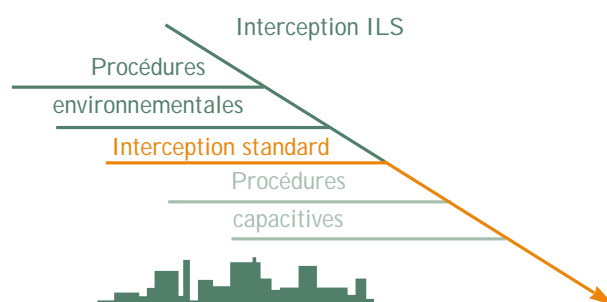 Interception ILS
Procédures
environnementales
Interception standard
Procédures
capacitives